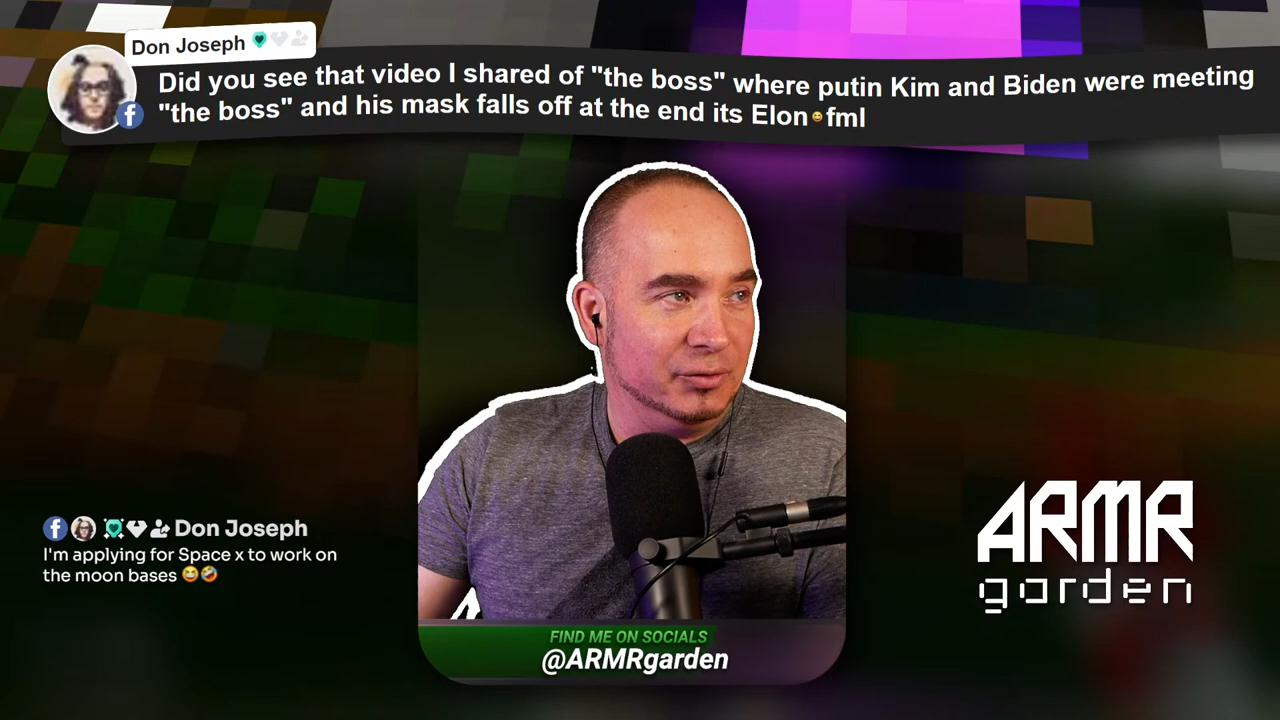 Don Joseph
Did you see that video I shared of "the boss" where putin Kim and Biden were meeting
"the boss" and his mask falls off at the end its Elon😆fml
Don Joseph
I'm applying for Space x to work on
the moon bases 😆🤣
ARMR
garden
FIND ME ON SOCIALS
@ARMRgarden